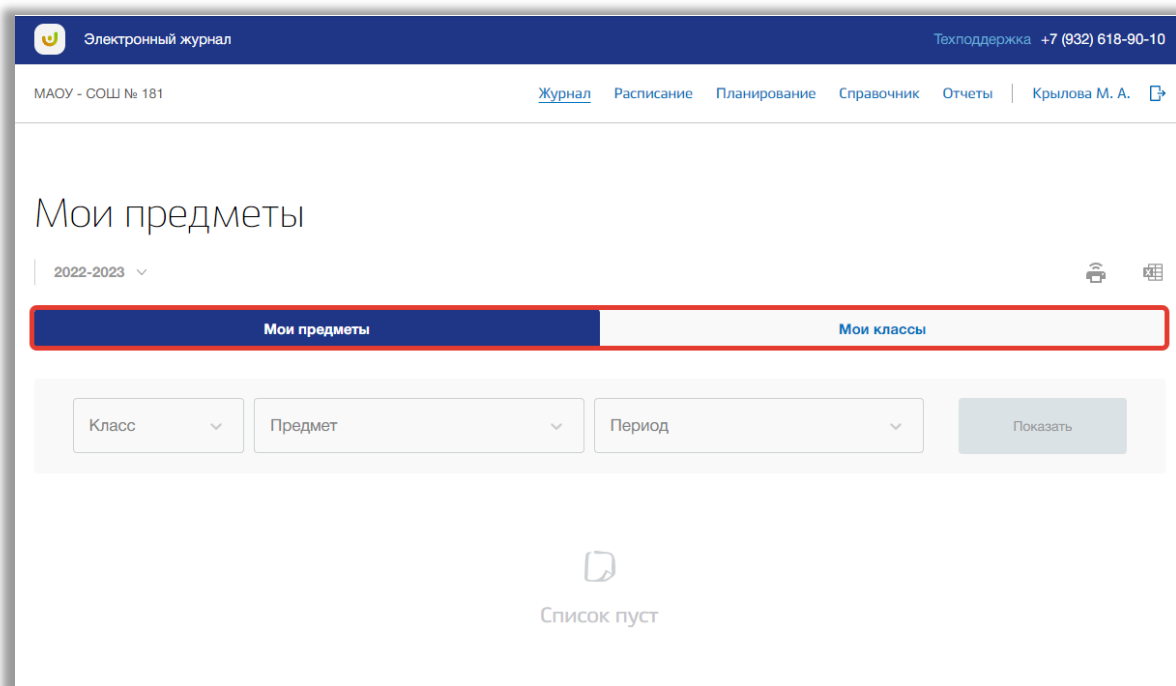 Электронный журнал Техподдержка +7 (932) 618-90-10
МАОУ - СОШ № 181 Журнал Расписание Планирование Справочник Отчеты Крылова М. А.
Мои предметы
2022-2023
Мои предметы Мои классы
Класс Предмет Период Показать
Список пуст